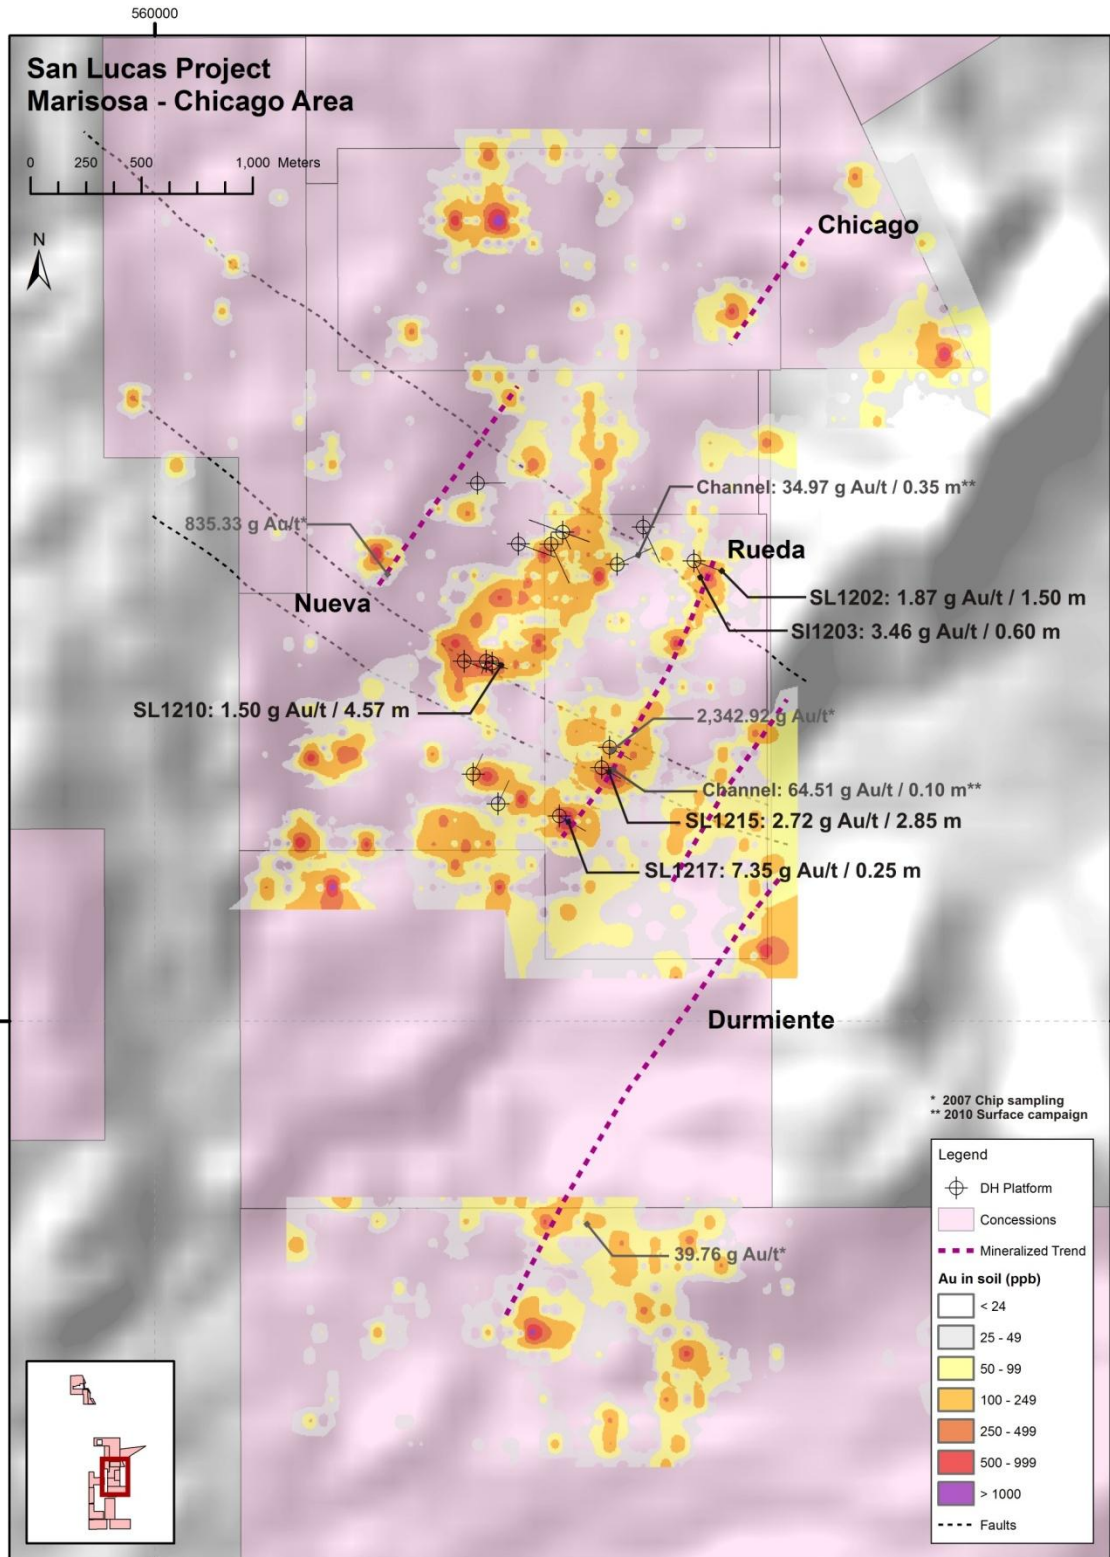 560000
San Lucas Project
Marisosa - Chicago Area
0 250 500 1,000 Meters
N
Chicago
Channel: 34.97 g Au/t / 0.35 m**
835.33 g Au/t*
Rueda
Nueva
SL1202: 1.87 g Au/t / 1.50 m
Sl1203: 3.46 g Au/t / 0.60 m
SL1210: 1.50 g Au/t / 4.57 m
2,342.92 g Au/t*
Channel: 64.51 g Au/t / 0.10 m**
SL1215: 2.72 g Au/t / 2.85 m
SL1217: 7.35 g Au/t / 0.25 m
Durmiente
* 2007 Chip sampling
** 2010 Surface campaign
39.76 g Au/t*
Legend
DH Platform
Concessions
Mineralized Trend
Au in soil (ppb)
< 24
25 - 49
50 - 99
100 - 249
250 - 499
500 - 999
> 1000
Faults